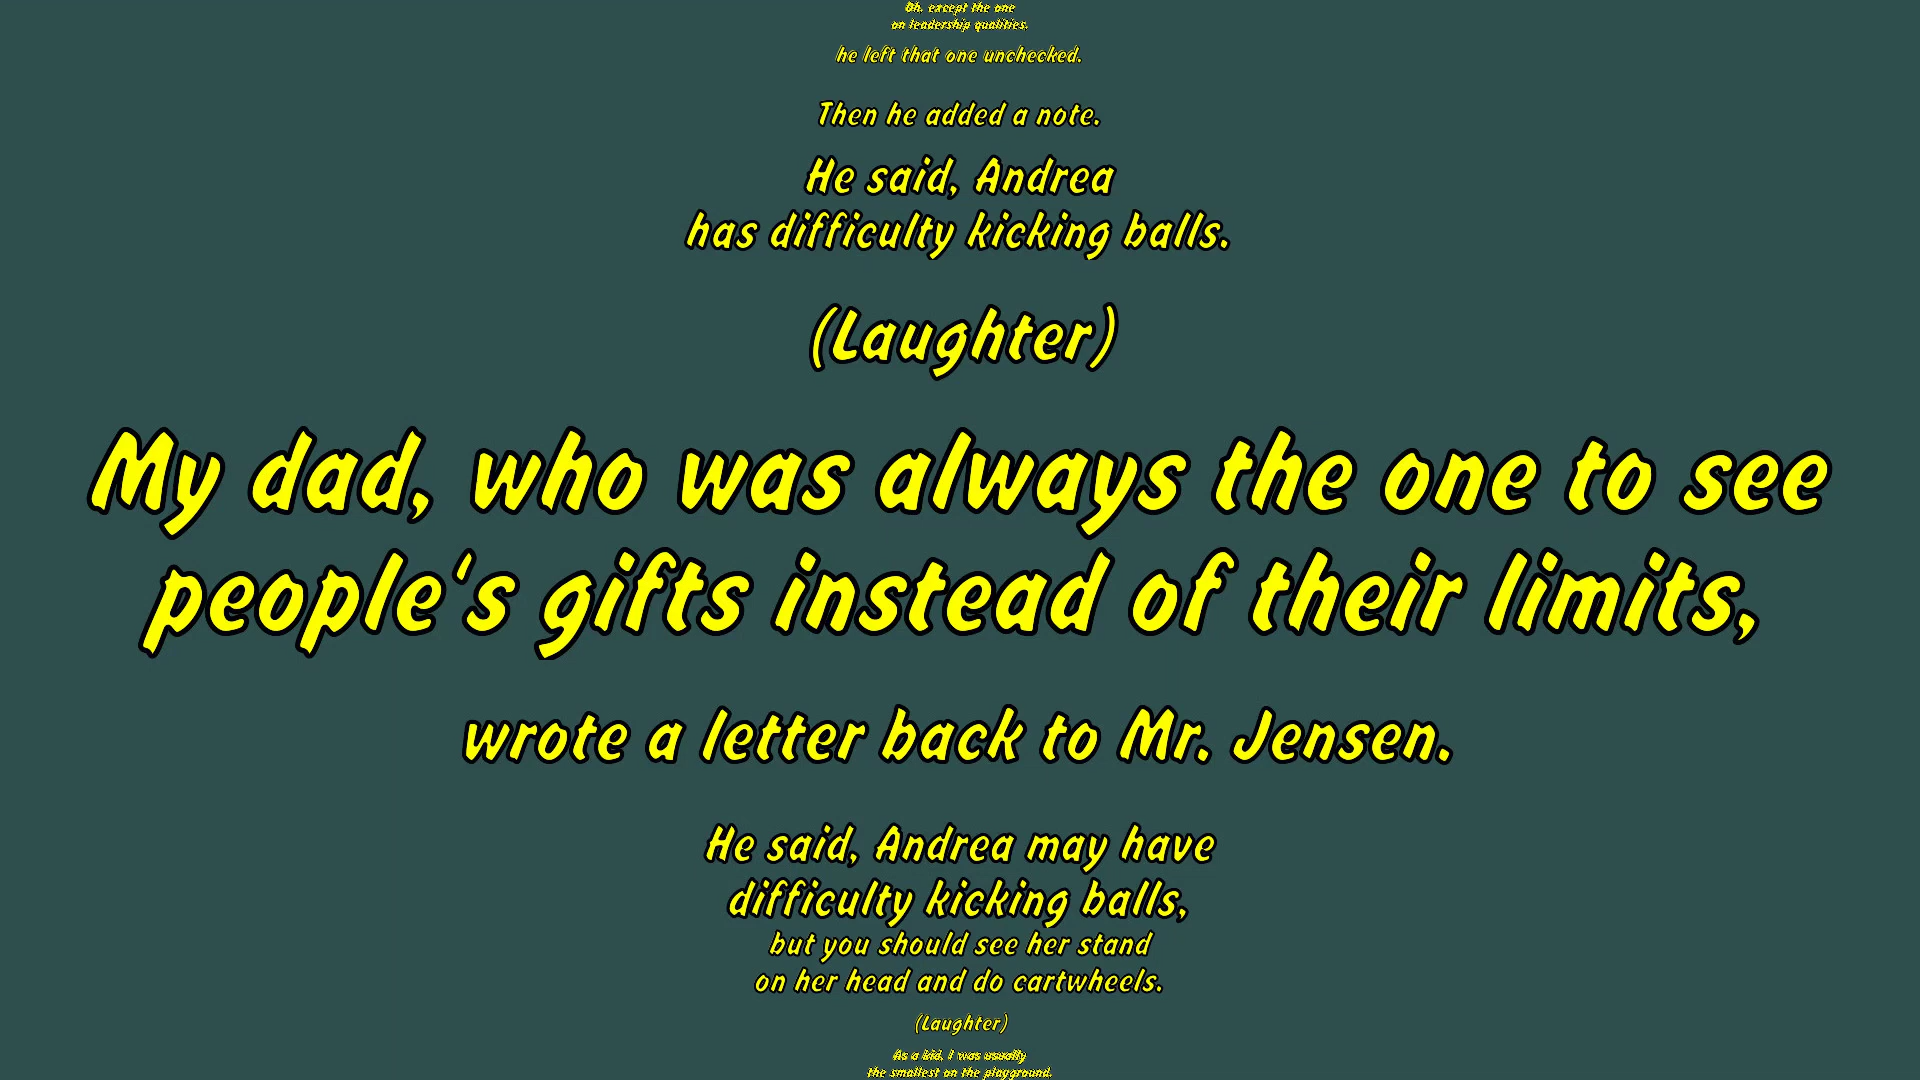 Oh, except the one
on leadership qualities.
he left that one unchecked.
Then he added a note.
He said, Andrea
has difficulty kicking balls.
(Laughter)
My dad, who was always the one to see
people's gifts instead of their limits,
wrote a letter back to Mr. Jensen.
He said, Andrea may have
difficulty kicking balls,
but you should see her stand
on her head and do cartwheels.
(Laughter)
As a kid, I was usually
the smallest on the playground.